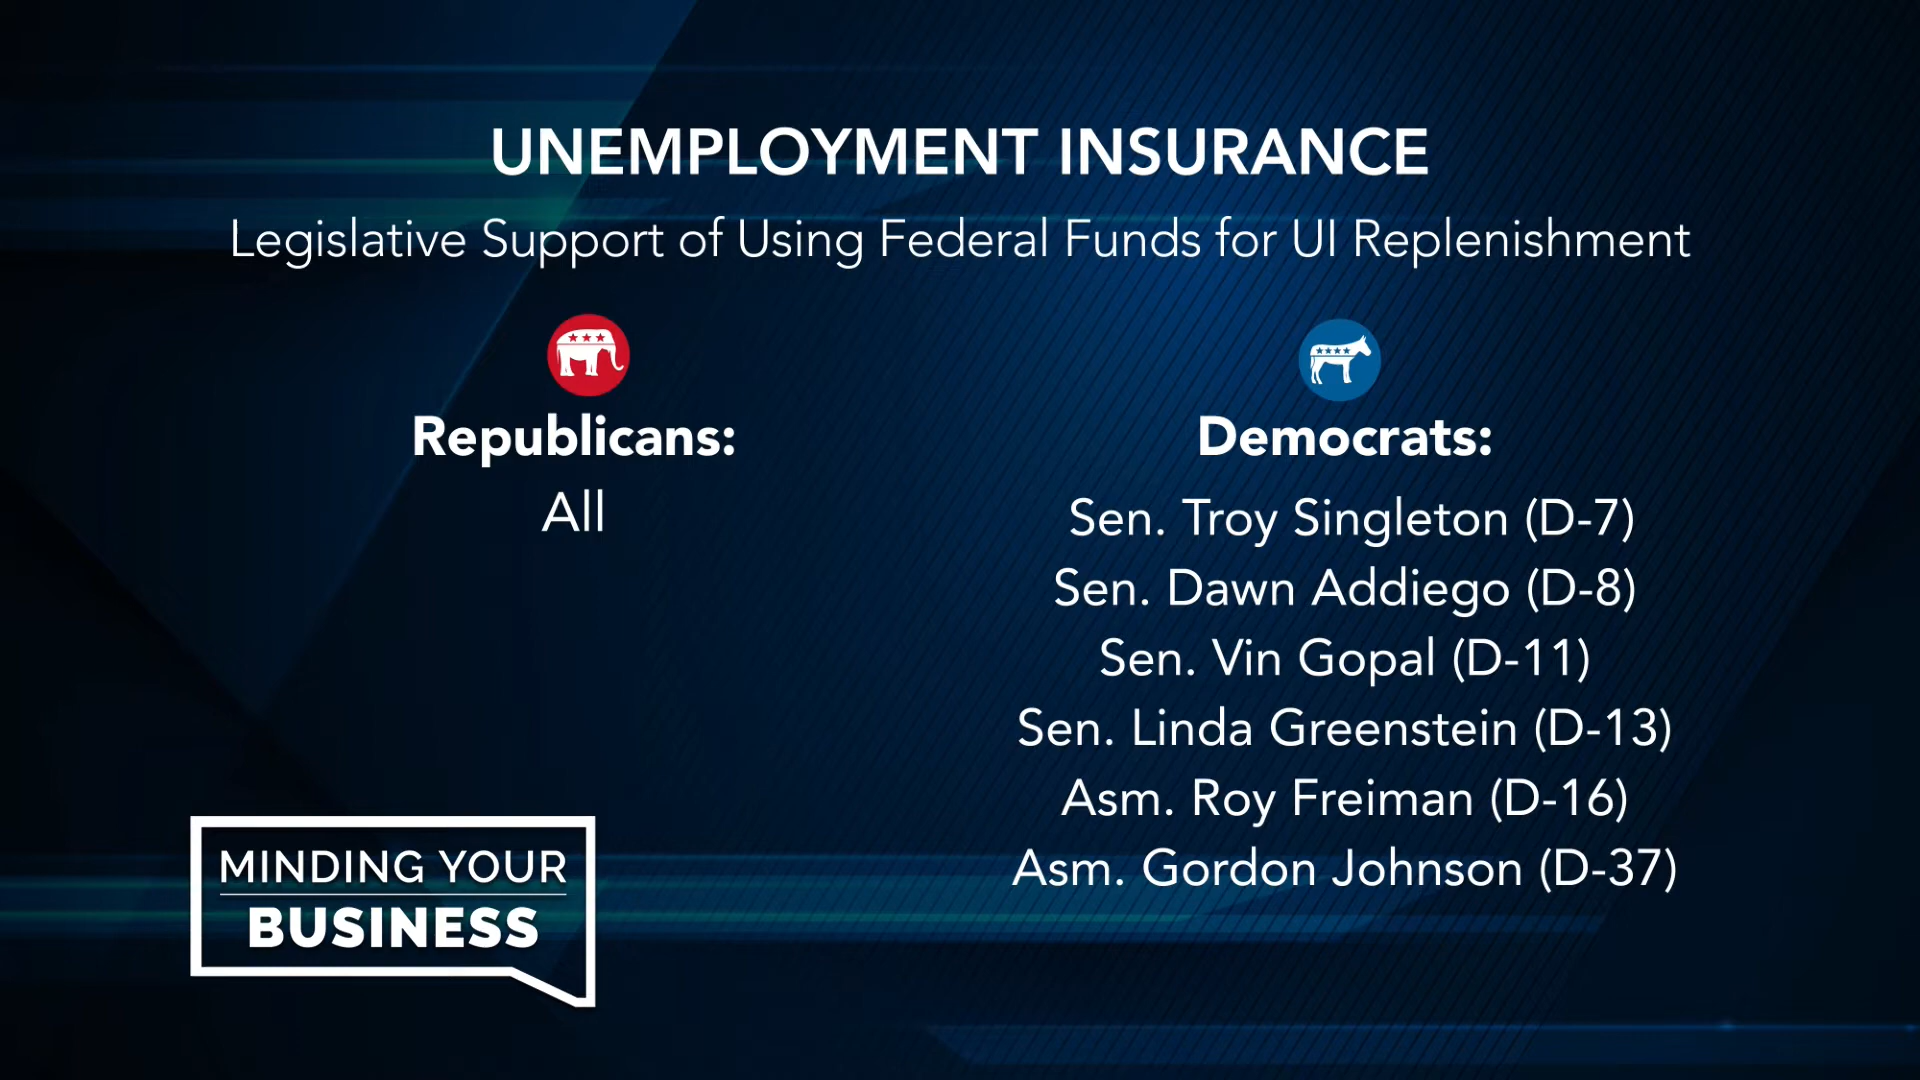 UNEMPLOYMENT INSURANCE
Legislative Support of Using Federal Funds for UI Replenishment
Republicans:
All
Democrats:
Sen. Troy Singleton (D-7)
Sen. Dawn Addiego (D-8)
Sen. Vin Gopal (D-11)
Sen. Linda Greenstein (D-13)
Asm. Roy Freiman (D-16)
Asm. Gordon Johnson (D-37)
MINDING YOUR
BUSINESS